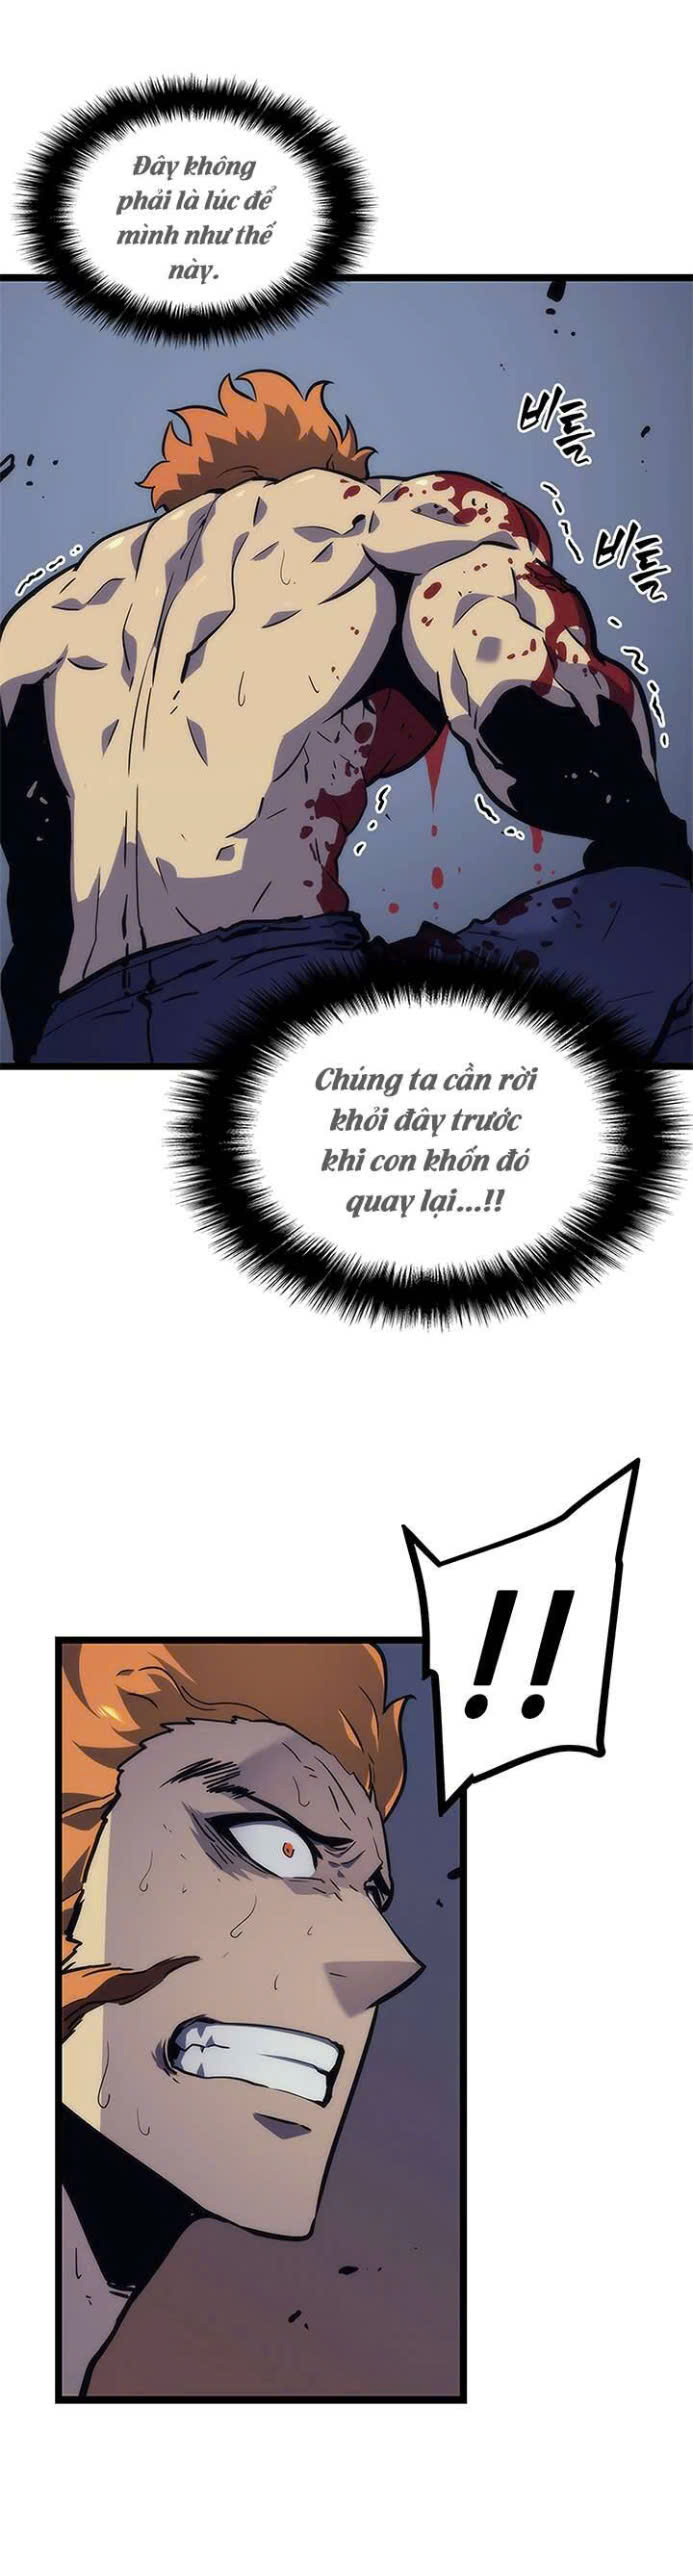 Đây không
phải là lúc để
mình như thế
này.
비틀
비틀
Chúng ta cần rời
khỏi đây trước
khi con khốn đó
quay lại...!!
!!